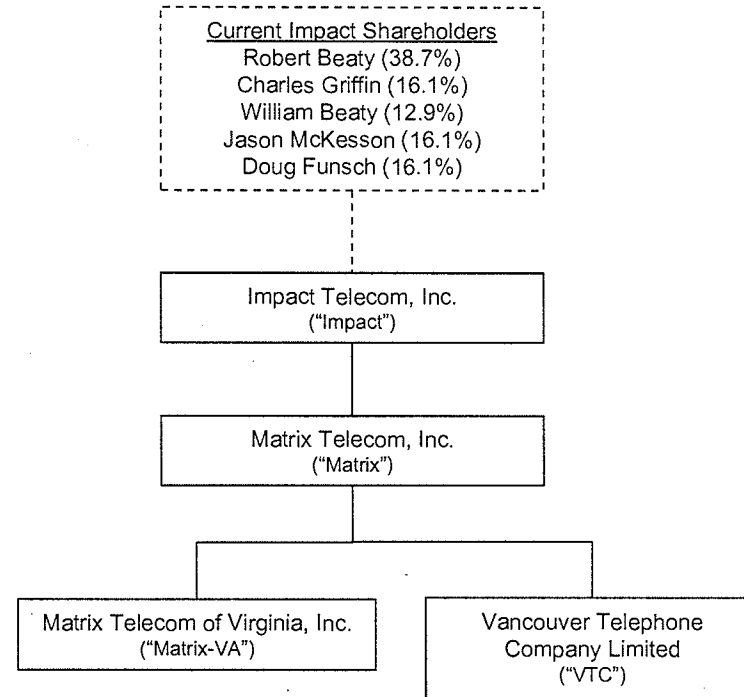 Current Impact Shareholders
Robert Beaty (38.7%)
Charles Griffin (16.1%)
William Beaty (12.9%)
Jason McKesson (16.1%)
Doug Funsch (16.1%)
Impact Telecom, Inc.
(“Impact”)
Matrix Telecom, Inc.
(“Matrix”)
Matrix Telecom of Virginia, Inc.
(“Matrix-VA”)
Vancouver Telephone
Company Limited
(“VTC”)